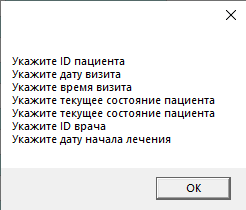 Укажите ID пациента
Укажите дату визита
Укажите время визита
Укажите текущее состояние пациента
Укажите текущее состояние пациента
Укажите ID врача
Укажите дату начала лечения
OK